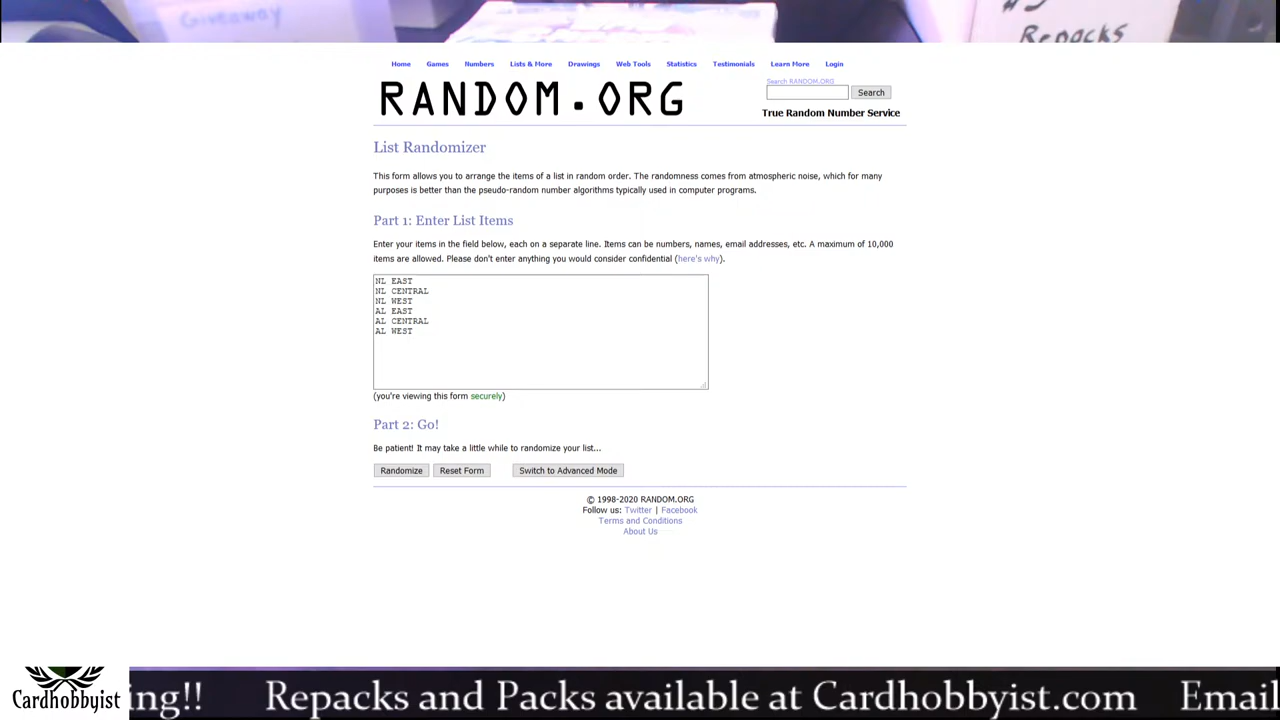 Giveaway
Repacks
Home Games Numbers Lists & More Drawings Web Tools Statistics Testimonials Learn More Login
RANDOM.ORG
Search RANDOM.ORG
Search
True Random Number Service
List Randomizer
This form allows you to arrange the items of a list in random order. The randomness comes from atmospheric noise, which for many
purposes is better than the pseudo-random number algorithms typically used in computer programs.
Part 1: Enter List Items
Enter your items in the field below, each on a separate line. Items can be numbers, names, email addresses, etc. A maximum of 10,000
items are allowed. Please don't enter anything you would consider confidential (here's why).
NL EAST
NL CENTRAL
NL WEST
AL EAST
AL CENTRAL
AL WEST
(you're viewing this form securely)
Part 2: Go!
Be patient! It may take a little while to randomize your list...
Randomize Reset Form Switch to Advanced Mode
© 1998-2020 RANDOM.ORG
Follow us: Twitter | Facebook
Terms and Conditions
About Us
Cardhobbyist
ing!! Repacks and Packs available at Cardhobbyist.com Email